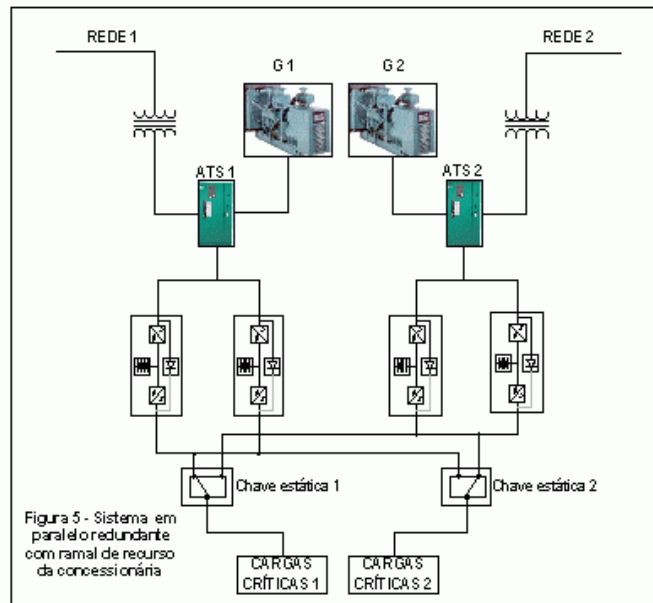 REDE 1
REDE 2
G 1
G 2
ATS 1
ATS 2
Chave estática 1
Chave estática 2
Figura 5 - Sistema em
paralelo redundante
com ramal de recurso
da concessionária
CARGAS
CRÍTICAS 1
CARGAS
CRÍTICAS 2